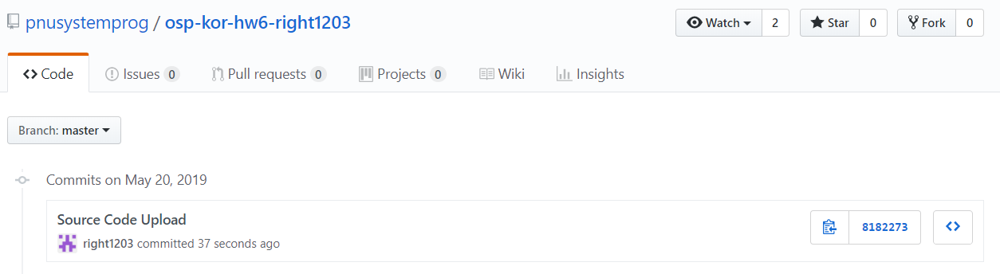 pnusystemprog / osp-kor-hw6-right1203 Watch 2 Star 0 Fork 0
Code Issues 0 Pull requests 0 Projects 0 Wiki Insights
Branch: master
Commits on May 20, 2019
Source Code Upload
8182273
right1203 committed 37 seconds ago